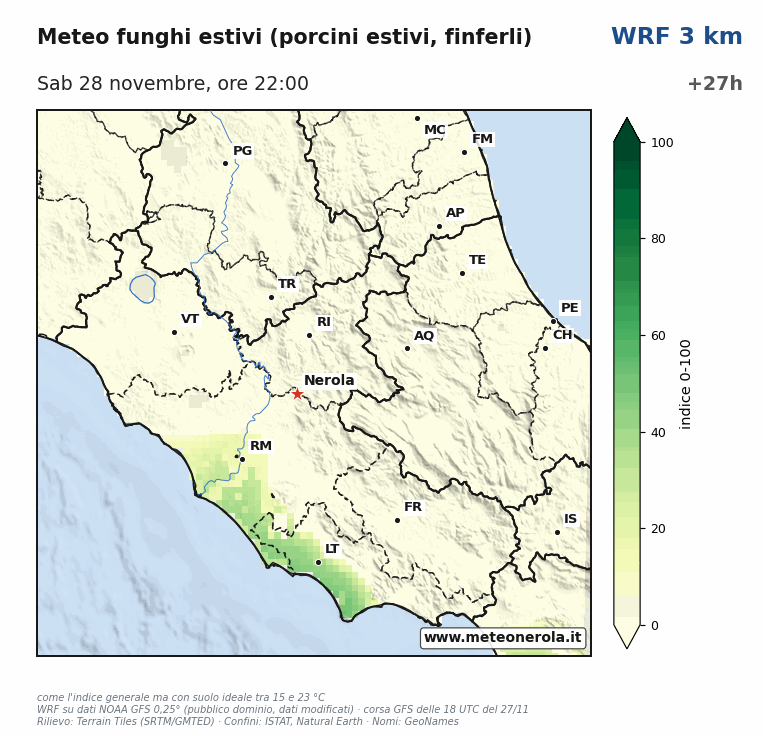 Meteo funghi estivi (porcini estivi, finferli)
WRF 3 km
Sab 28 novembre, ore 22:00
+27h
MC
FM
PG
AP
TE
TR
PE
VT
RI
AQ
CH
Nerola
RM
FR
IS
LT
www.meteonerola.it
100
80
60
40
20
0
indice 0-100
come l'indice generale ma con suolo ideale tra 15 e 23 °C
WRF su dati NOAA GFS 0,25° (pubblico dominio, dati modificati) · corsa GFS delle 18 UTC del 27/11
Rilievo: Terrain Tiles (SRTM/GMTED) · Confini: ISTAT, Natural Earth · Nomi: GeoNames